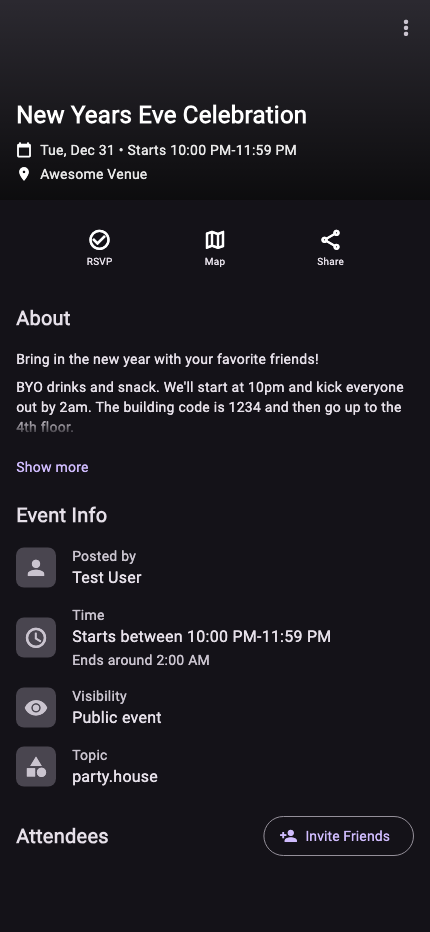 New Years Eve Celebration
Tue, Dec 31 • Starts 10:00 PM-11:59 PM
Awesome Venue
RSVP Map Share
About
Bring in the new year with your favorite friends!
BYO drinks and snack. We'll start at 10pm and kick everyone
out by 2am. The building code is 1234 and then go up to the
4th floor.
Show more
Event Info
Posted by
Test User
Time
Starts between 10:00 PM-11:59 PM
Ends around 2:00 AM
Visibility
Public event
Topic
party.house
Attendees Invite Friends